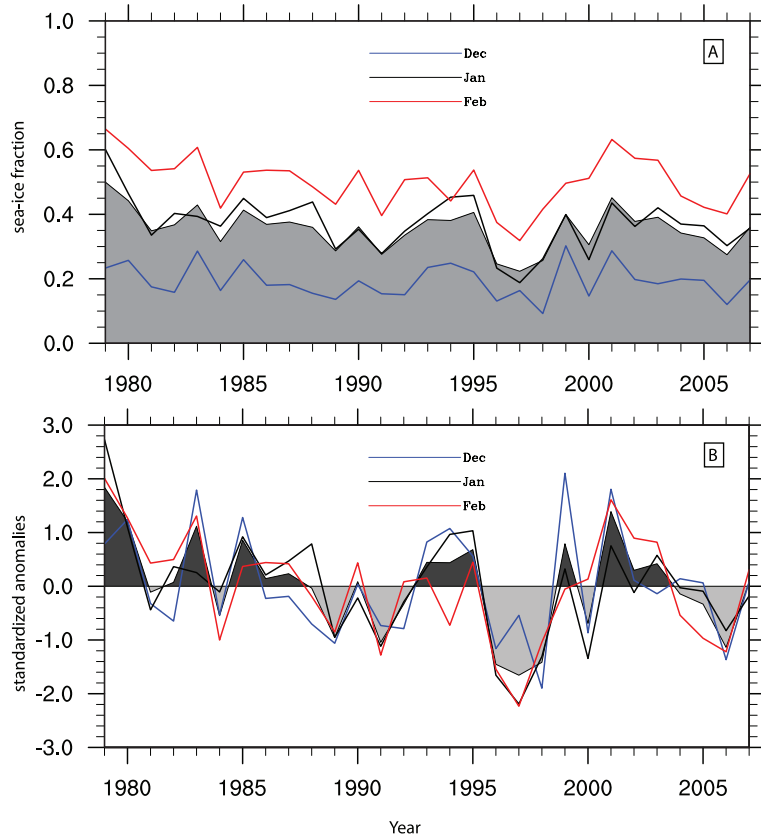 1.0
A
Dec
Jan
Feb
0.8
0.6
0.4
0.2
0.0
sea-ice fraction
1980 1985 1990 1995 2000 2005
3.0
B
Dec
Jan
Feb
2.0
1.0
0.0
-1.0
-2.0
-3.0
standardized anomalies
1980 1985 1990 1995 2000 2005
Year